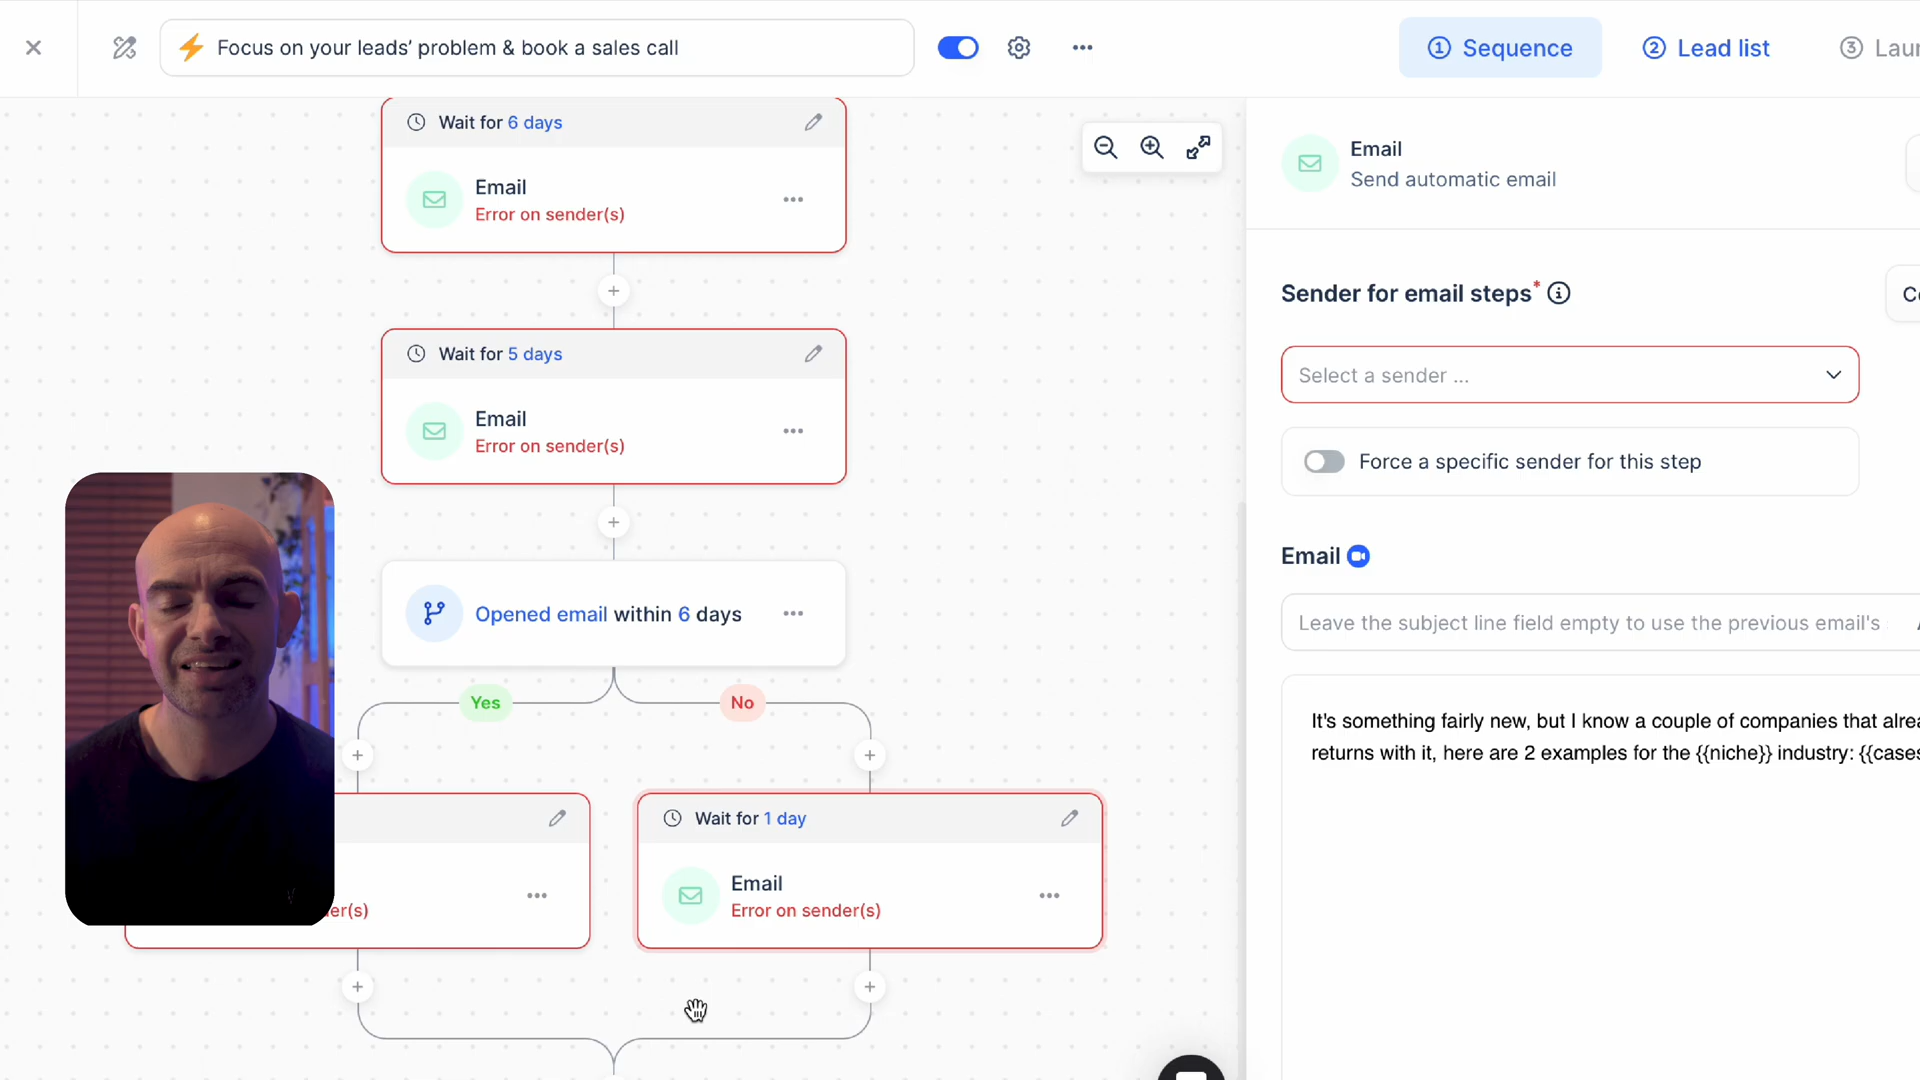 Focus on your leads' problem & book a sales call
1 Sequence
2 Lead list
3
Wait for 6 days
Email
Error on sender(s)
Wait for 5 days
Email
Error on sender(s)
Opened email within 6 days
Yes
No
Wait for 1 day
Email
Error on sender(s)
Email
Send automatic email
Sender for email steps*
Select a sender ...
Force a specific sender for this step
Email
Leave the subject line field empty to use the previous email's
It's something fairly new, but I know a couple of companies that
returns with it, here are 2 examples for the {{niche}} industry: